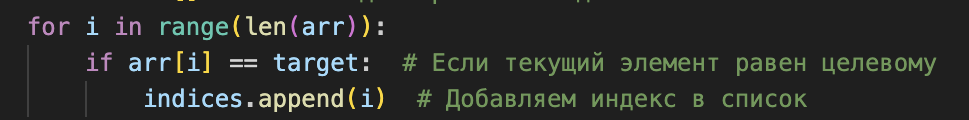 for i in range(len(arr)):
if arr[i] == target:  # Если текущий элемент равен целевому
indices.append(i)  # Добавляем индекс в список